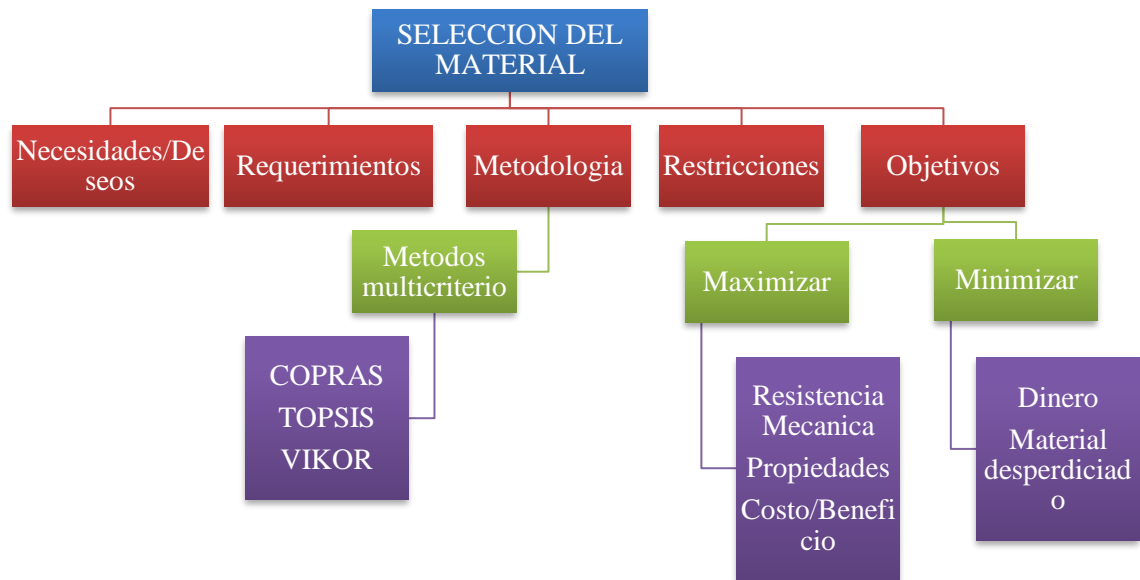 SELECCION DEL
MATERIAL
Necesidades/De
seos
Requerimientos
Metodologia
Restricciones
Objetivos
Metodos
multicriterio
Maximizar
Minimizar
COPRAS
TOPSIS
VIKOR
Resistencia
Mecanica
Propiedades
Costo/Benefi
cio
Dinero
Material
desperdiciad
o